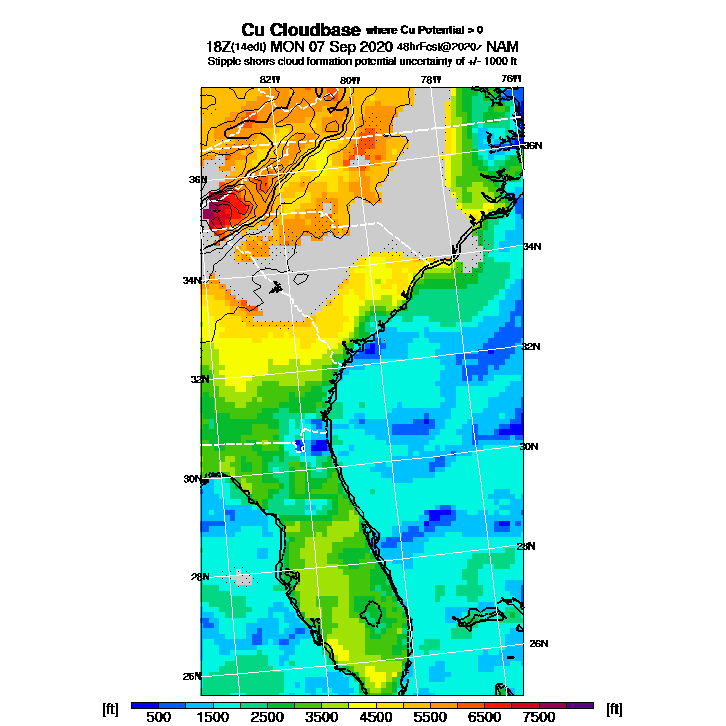 Cu Cloudbase where Cu Potential > 0
18Z(14edt) MON 07 Sep 2020 NAM
Stipple shows cloud formation potential uncertainty of +/- 1000 ft
82W 80W 78W 76W
36N
36N
34N
34N
32N
32N
30N
30N
28N
28N
26N
26N
[ft] [ft]
500 1500 2500 3500 4500 5500 6500 7500